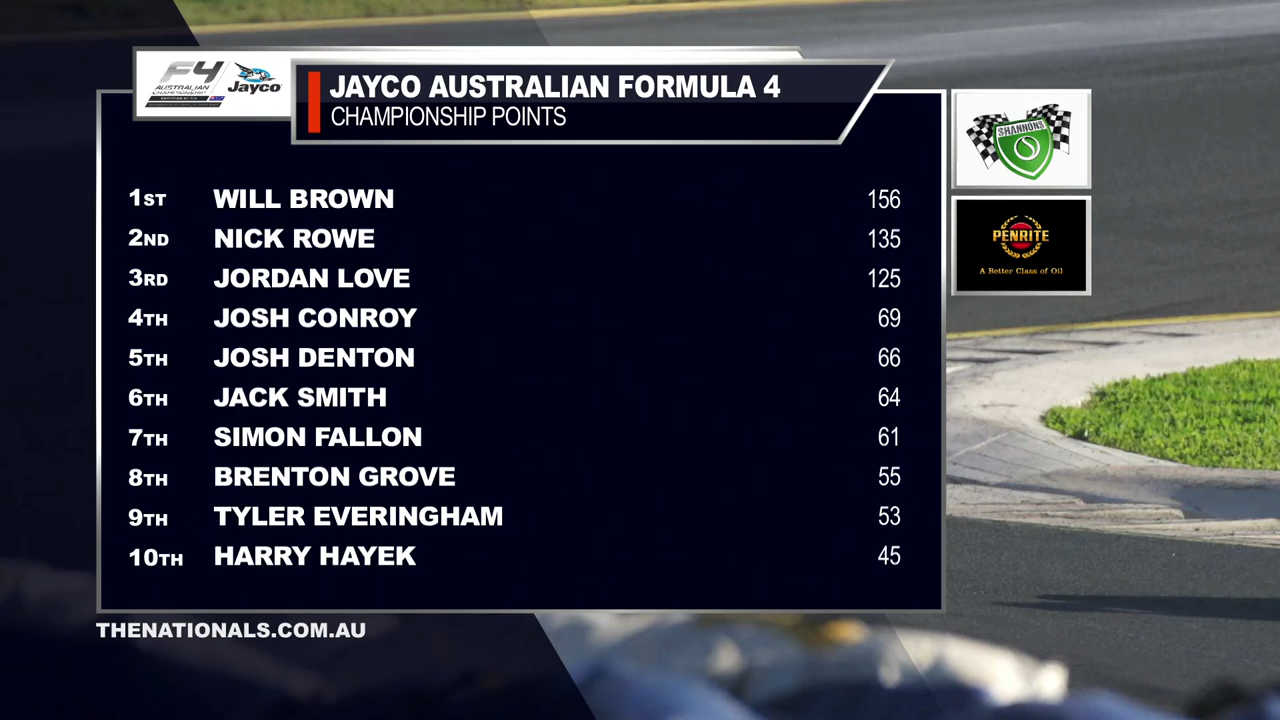 F4
AUSTRALIAN
CHAMPIONSHIP
Jayco
JAYCO AUSTRALIAN FORMULA 4
CHAMPIONSHIP POINTS
SHANNONS
PENRITE
A Better Class of Oil
1ST WILL BROWN 156
2ND NICK ROWE 135
3RD JORDAN LOVE 125
4TH JOSH CONROY 69
5TH JOSH DENTON 66
6TH JACK SMITH 64
7TH SIMON FALLON 61
8TH BRENTON GROVE 55
9TH TYLER EVERINGHAM 53
10TH HARRY HAYEK 45
THENATIONALS.COM.AU